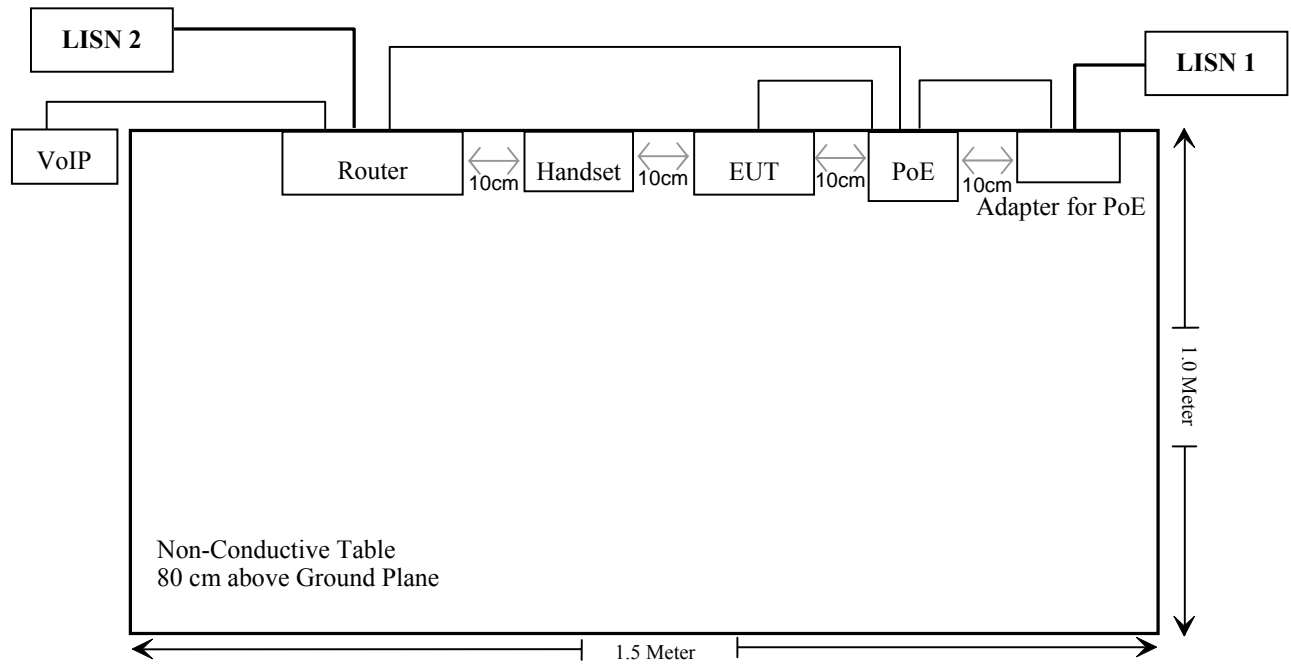 LISN 2
LISN 1
VoIP
Router
10cm
Handset
10cm
EUT
10cm
PoE
10cm
Adapter for PoE
1.0 Meter
Non-Conductive Table
80 cm above Ground Plane
1.5 Meter